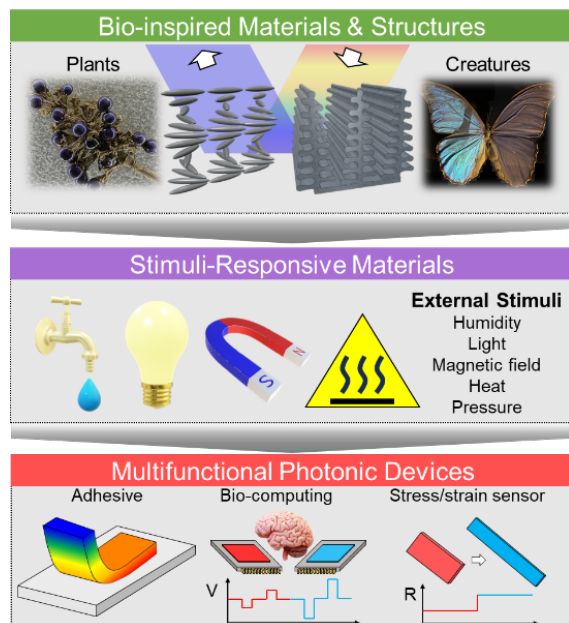 Bio-inspired Materials & Structures
Plants
Creatures
Stimuli-Responsive Materials
External Stimuli
Humidity
Light
Magnetic field
Heat
Pressure
S
N
Multifunctional Photonic Devices
Adhesive
Bio-computing
Stress/strain sensor
V
R